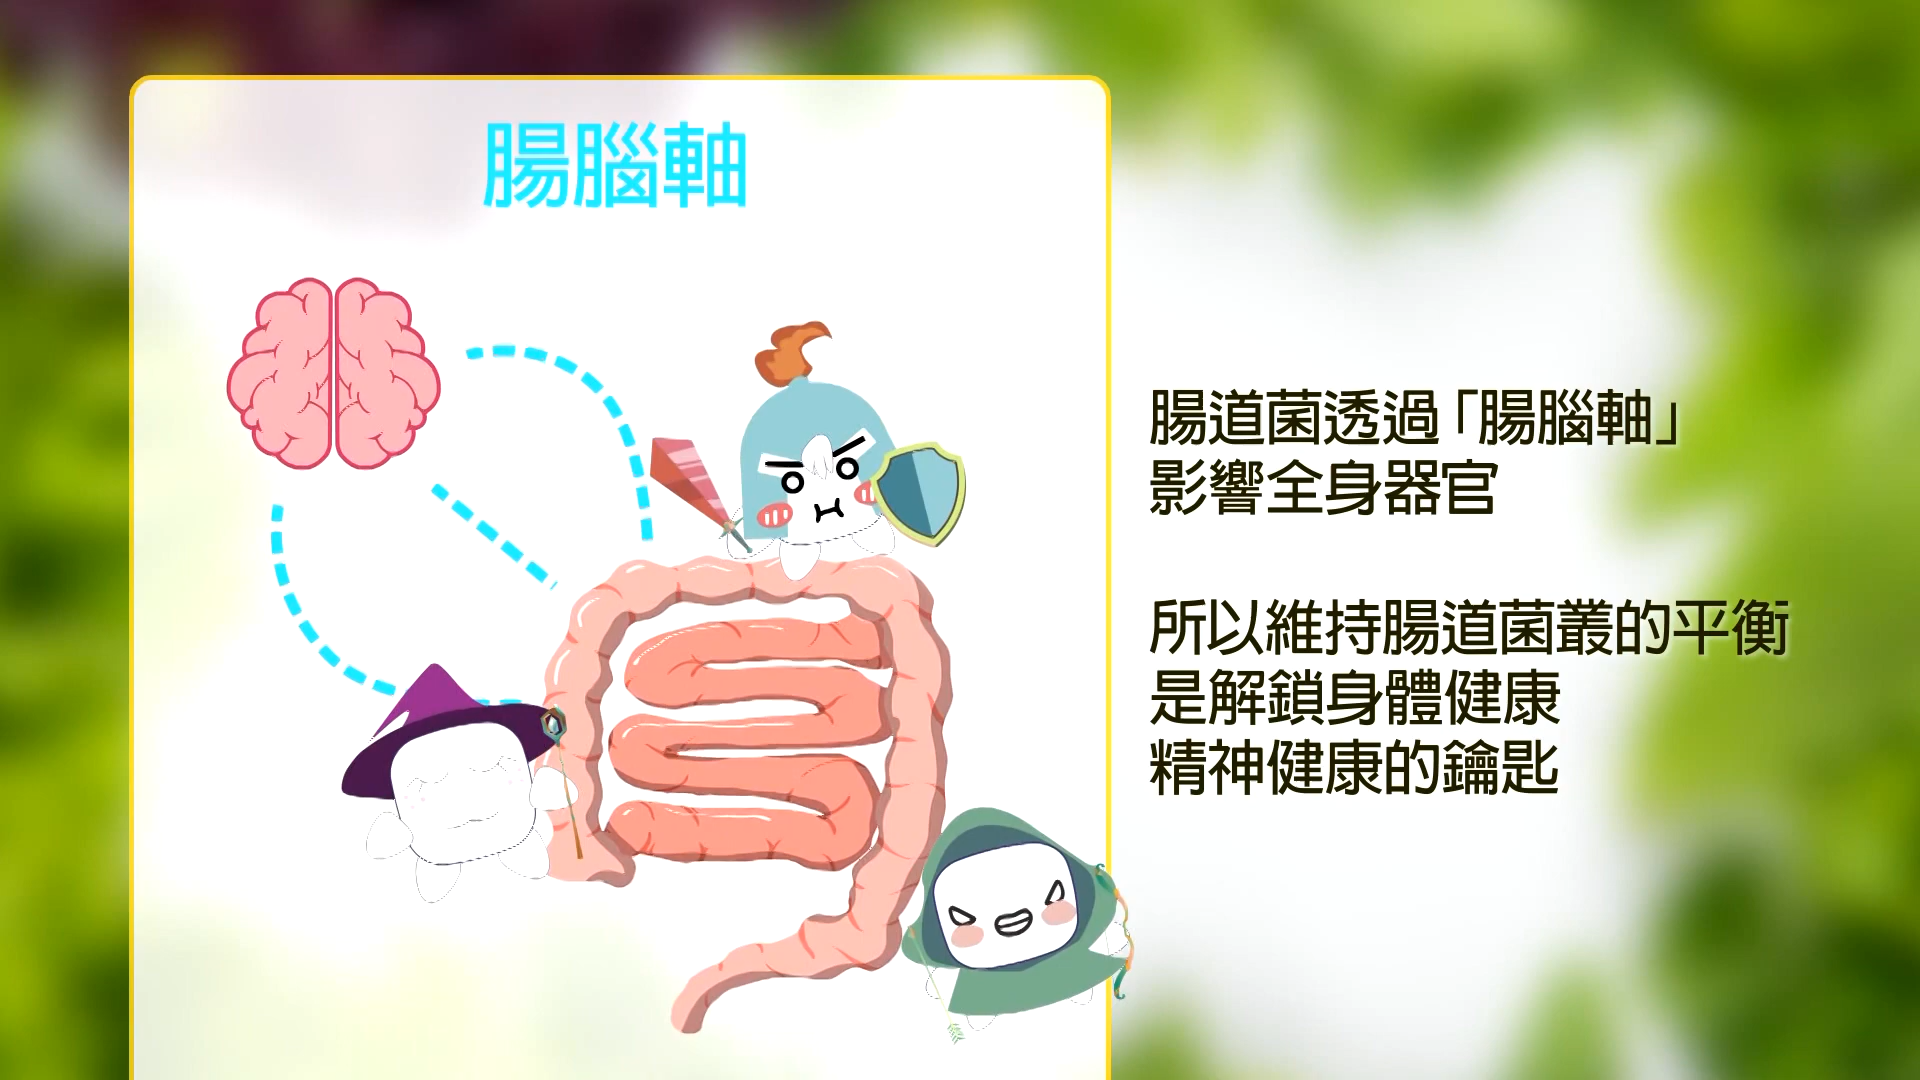 腸腦軸
腸道菌透過「腸腦軸」
影響全身器官
所以維持腸道菌叢的平衡
是解鎖身體健康
精神健康的鑰匙